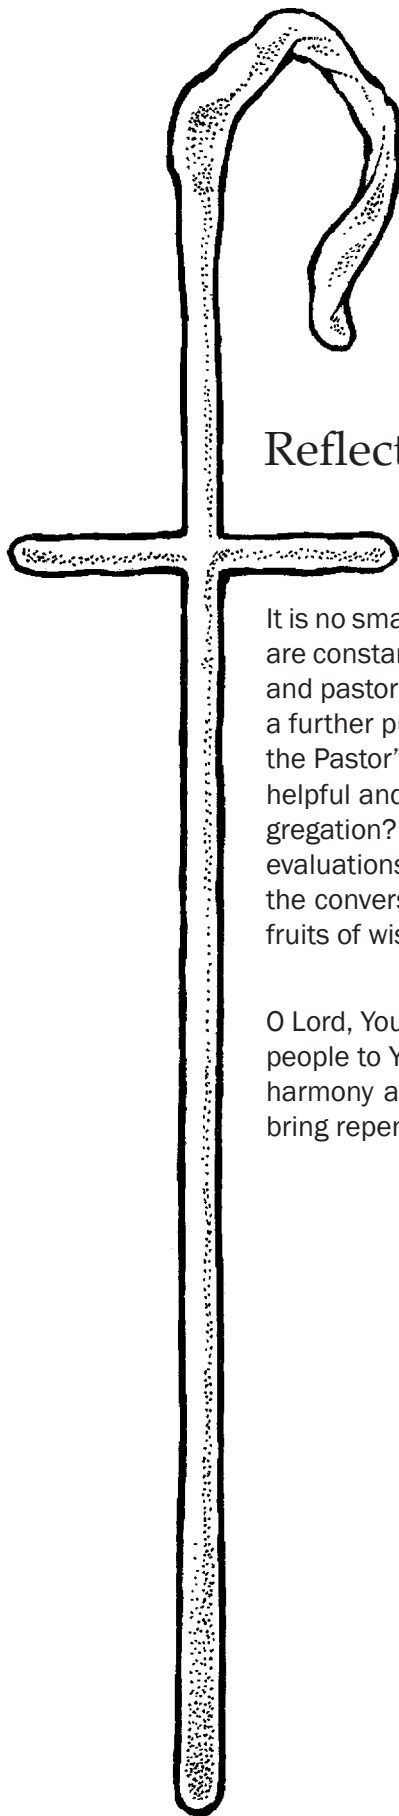 Reflect
It is no sma
are constan
and pastor
a further pu
the Pastor”
helpful and
gregation?
evaluations
the convers
fruits of wis
O Lord, You
people to Y
harmony a
bring reper